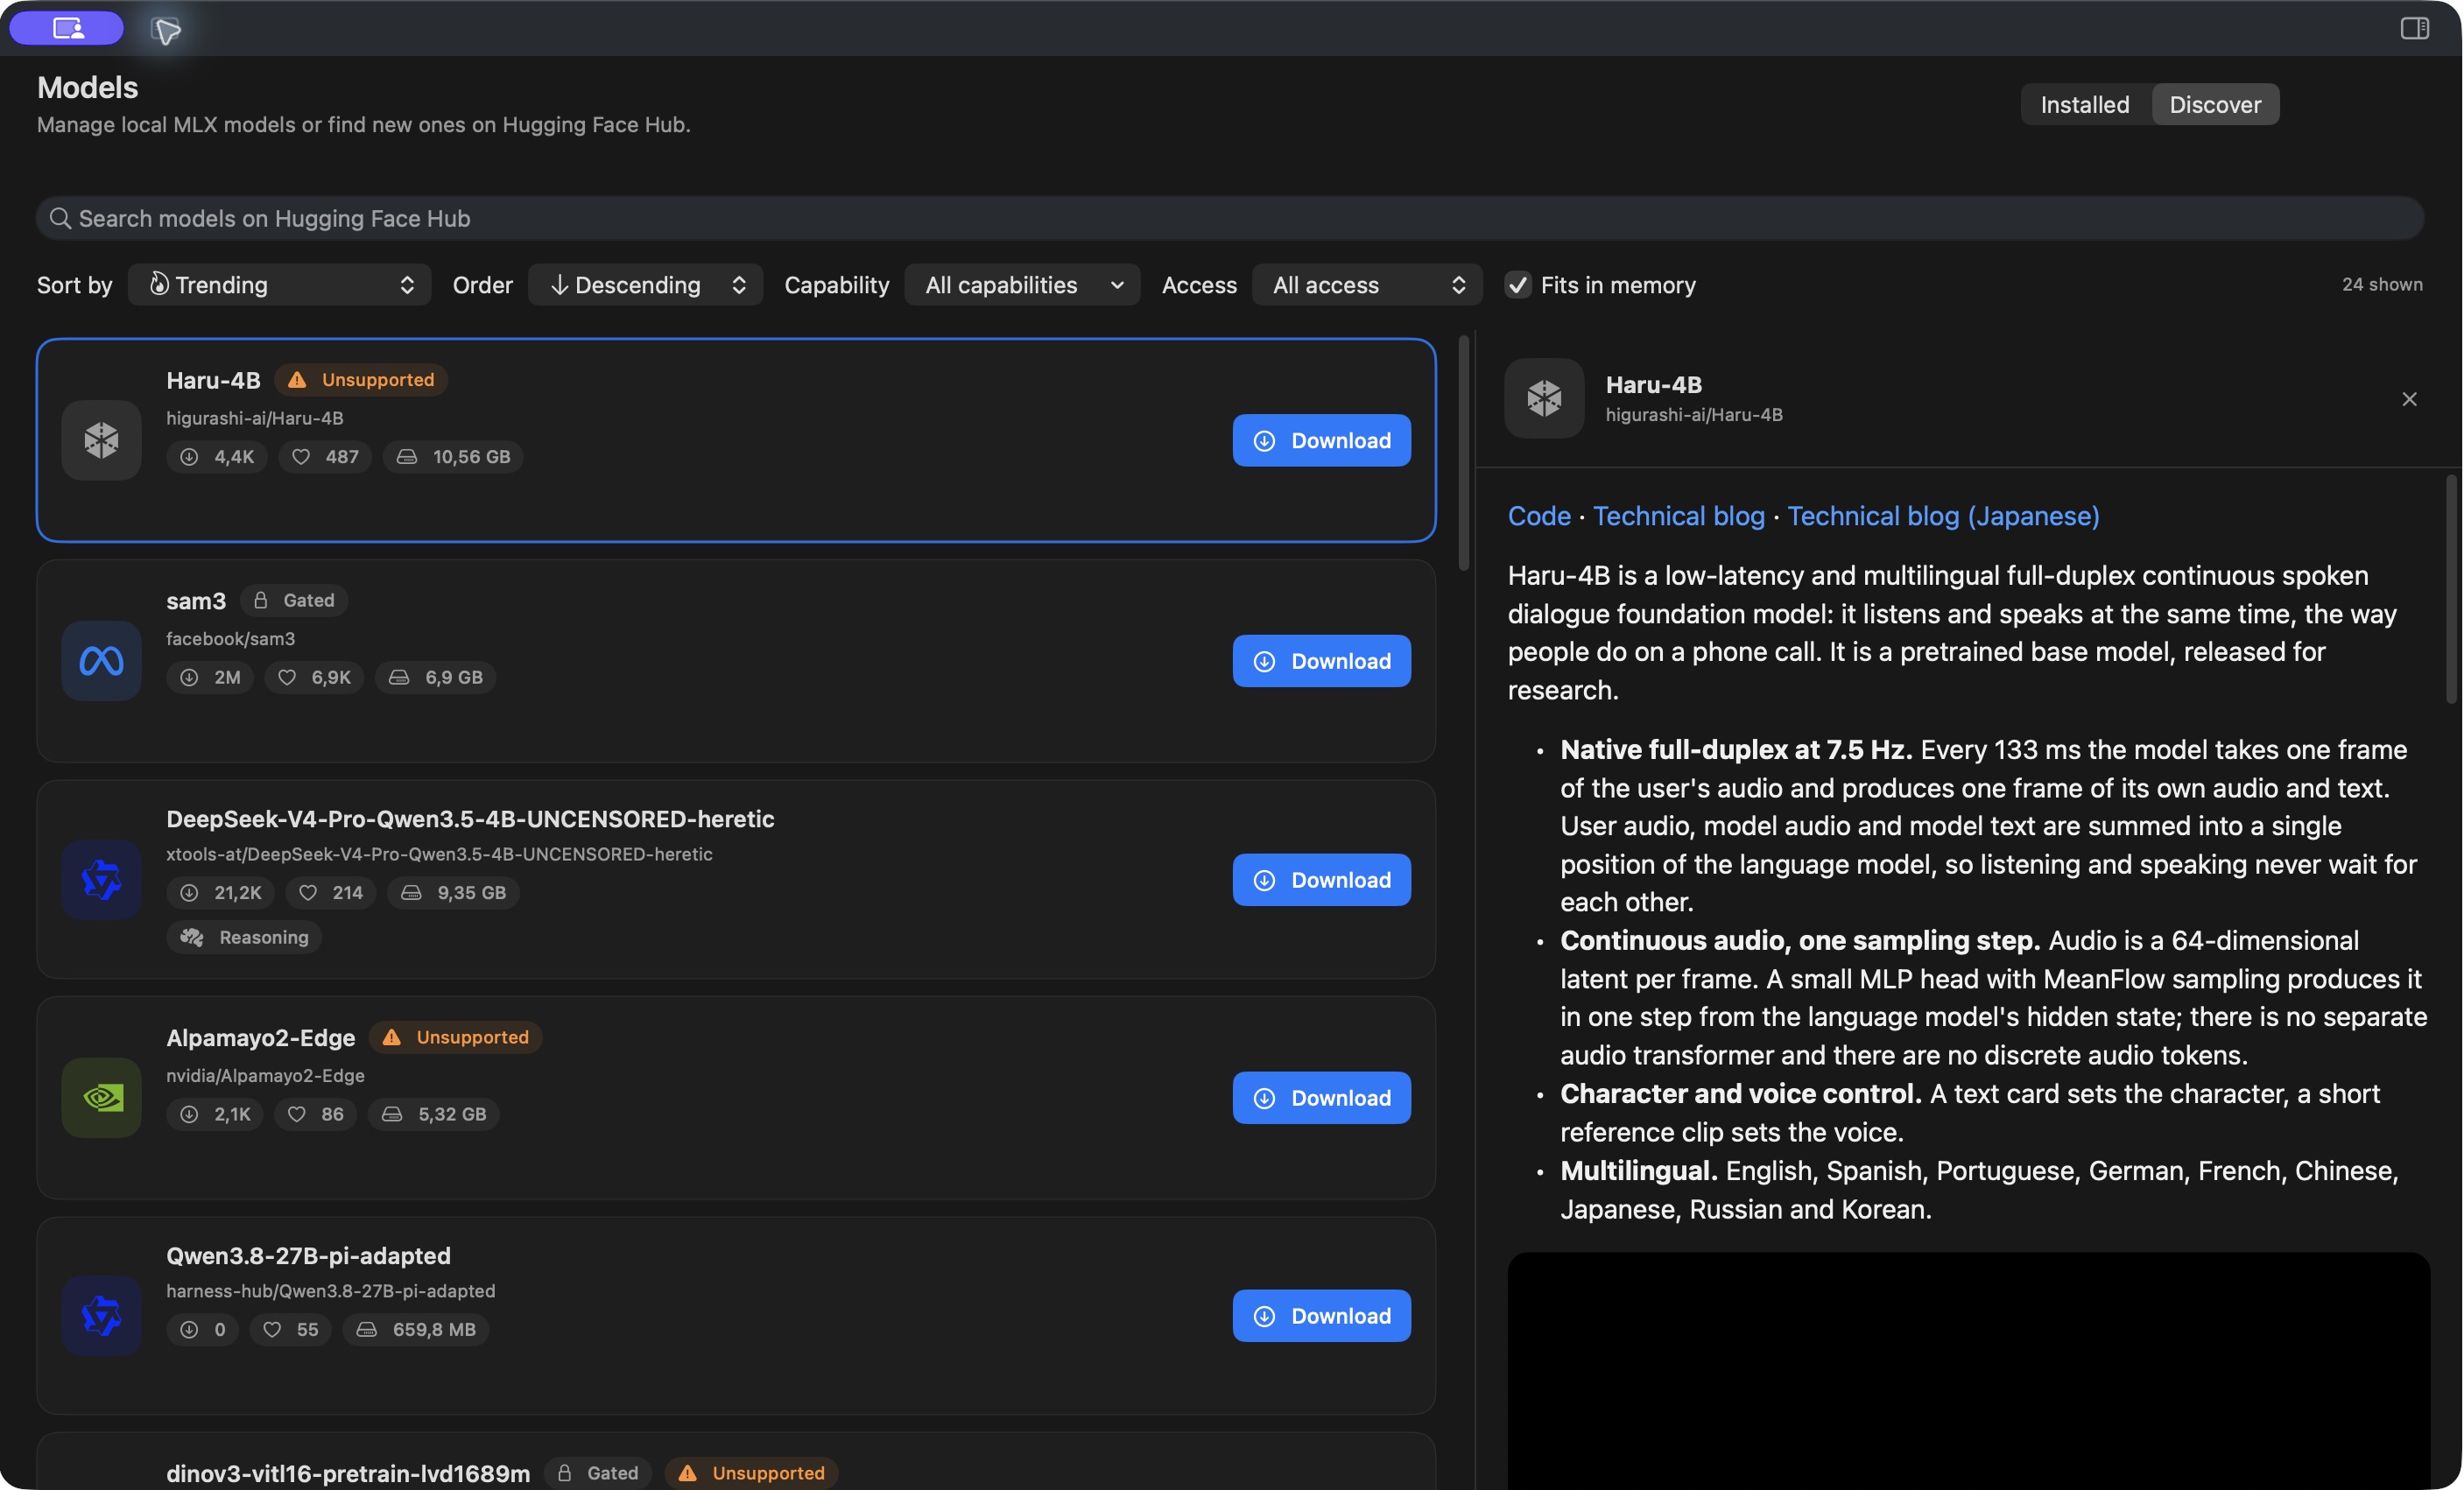 Models
Manage local MLX models or find new ones on Hugging Face Hub.
Installed
Discover
Search models on Hugging Face Hub
Sort by
Trending
Order
Descending
Capability
All capabilities
Access
All access
Fits in memory
24 shown
Haru-4B
Unsupported
higurashi-ai/Haru-4B
4,4K
487
10,56 GB
Download
sam3
Gated
facebook/sam3
2M
6,9K
6,9 GB
Download
DeepSeek-V4-Pro-Qwen3.5-4B-UNCENSORED-heretic
xtools-at/DeepSeek-V4-Pro-Qwen3.5-4B-UNCENSORED-heretic
21,2K
214
9,35 GB
Reasoning
Download
Alpamayo2-Edge
Unsupported
nvidia/Alpamayo2-Edge
2,1K
86
5,32 GB
Download
Qwen3.8-27B-pi-adapted
harness-hub/Qwen3.8-27B-pi-adapted
0
55
659,8 MB
Download
dinov3-vitl16-pretrain-lvd1689m
Gated
Unsupported
Haru-4B
higurashi-ai/Haru-4B
Code · Technical blog · Technical blog (Japanese)
Haru-4B is a low-latency and multilingual full-duplex continuous spoken
dialogue foundation model: it listens and speaks at the same time, the way
people do on a phone call. It is a pretrained base model, released for
research.
• Native full-duplex at 7.5 Hz. Every 133 ms the model takes one frame
of the user's audio and produces one frame of its own audio and text.
User audio, model audio and model text are summed into a single
position of the language model, so listening and speaking never wait for
each other.
• Continuous audio, one sampling step. Audio is a 64-dimensional
latent per frame. A small MLP head with MeanFlow sampling produces it
in one step from the language model's hidden state; there is no separate
audio transformer and there are no discrete audio tokens.
• Character and voice control. A text card sets the character, a short
reference clip sets the voice.
• Multilingual. English, Spanish, Portuguese, German, French, Chinese,
Japanese, Russian and Korean.